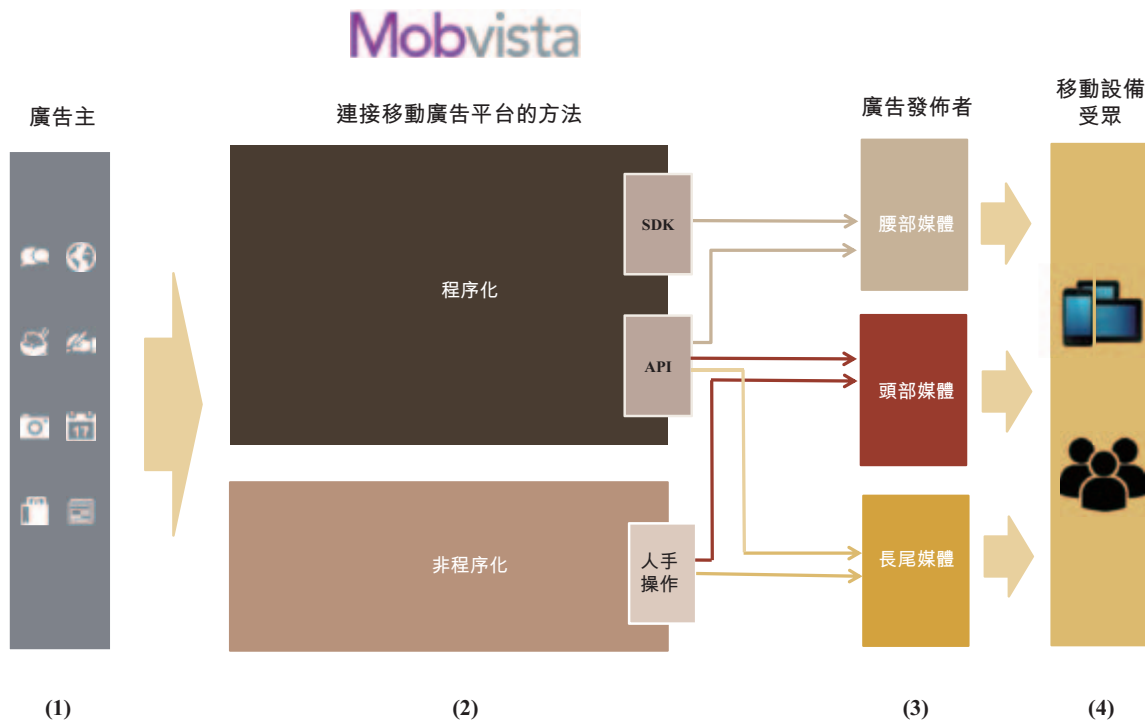 Mobvista
廣告主
連接移動廣告平台的方法
廣告發佈者
移動設備
受眾
SDK
腰部媒體
程序化
API
頭部媒體
17
非程序化
人手
操作
長尾媒體
(1)
(2)
(3)
(4)